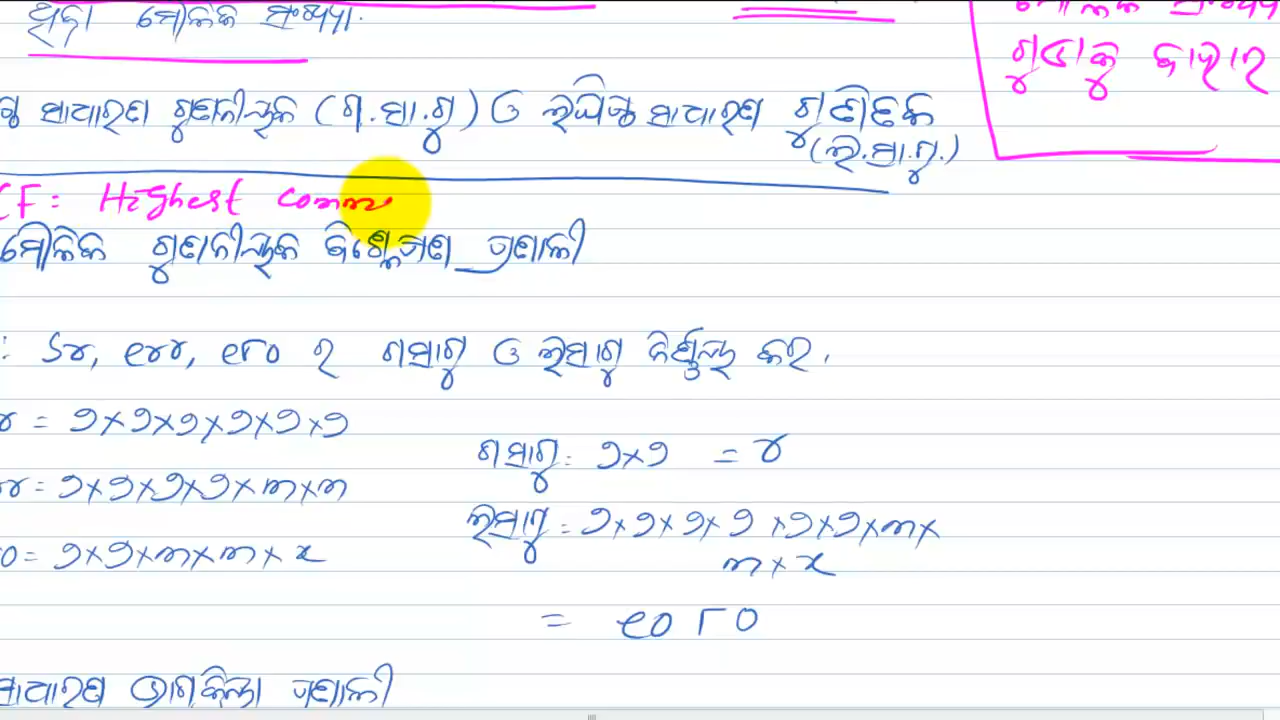 ଥିବା ମୌଳିକ ସଂଖ୍ୟା.
ଗୁଡ଼ାକୁ ବାହାର
ଷ୍ଠ ସାଧାରଣ ଗୁଣନୀୟକ (ଗ.ସା.ଗୁ) ଓ ଲଘିଷ୍ଠ ସାଧାରଣ ଗୁଣିତକ
(ଲ.ସା.ଗୁ.)
CF: Highest comm
ମୌଳିକ ଗୁଣନୀୟକ ବିଶ୍ଳେଷଣ ପ୍ରଣାଳୀ
: ୬୪, ୧୪୪, ୧୮୦ ର ଗସାଗୁ ଓ ଲସାଗୁ ନିର୍ଣ୍ଣୟ କର.
୪ = ୨×୨×୨×୨×୨×୨
ଗସାଗୁ = ୨×୨ = ୪
୪୪ = ୨×୨×୨×୨×୩×୩
ଲସାଗୁ = ୨×୨×୨×୨×୨×୨×୩×
୩×୫
୦ = ୨×୨×୩×୩×୫
= ୧୦୮୦
ସାଧାରଣ ଭାଗକ୍ରିୟା ପ୍ରଣାଳୀ